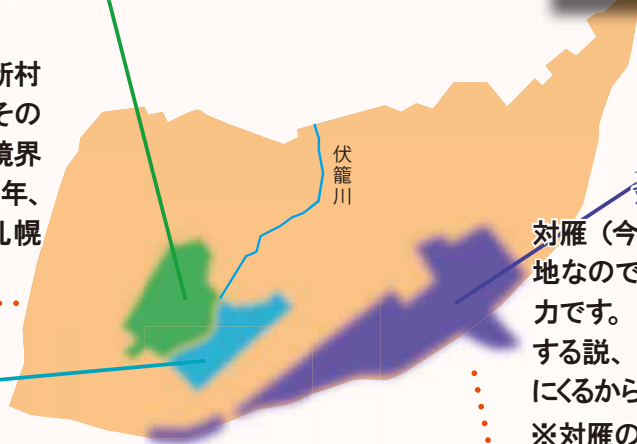 新村
その
境界
年、
札幌
伏籠川
対雁（今
地なので
力です。
する説、
にくるから
※対雁の